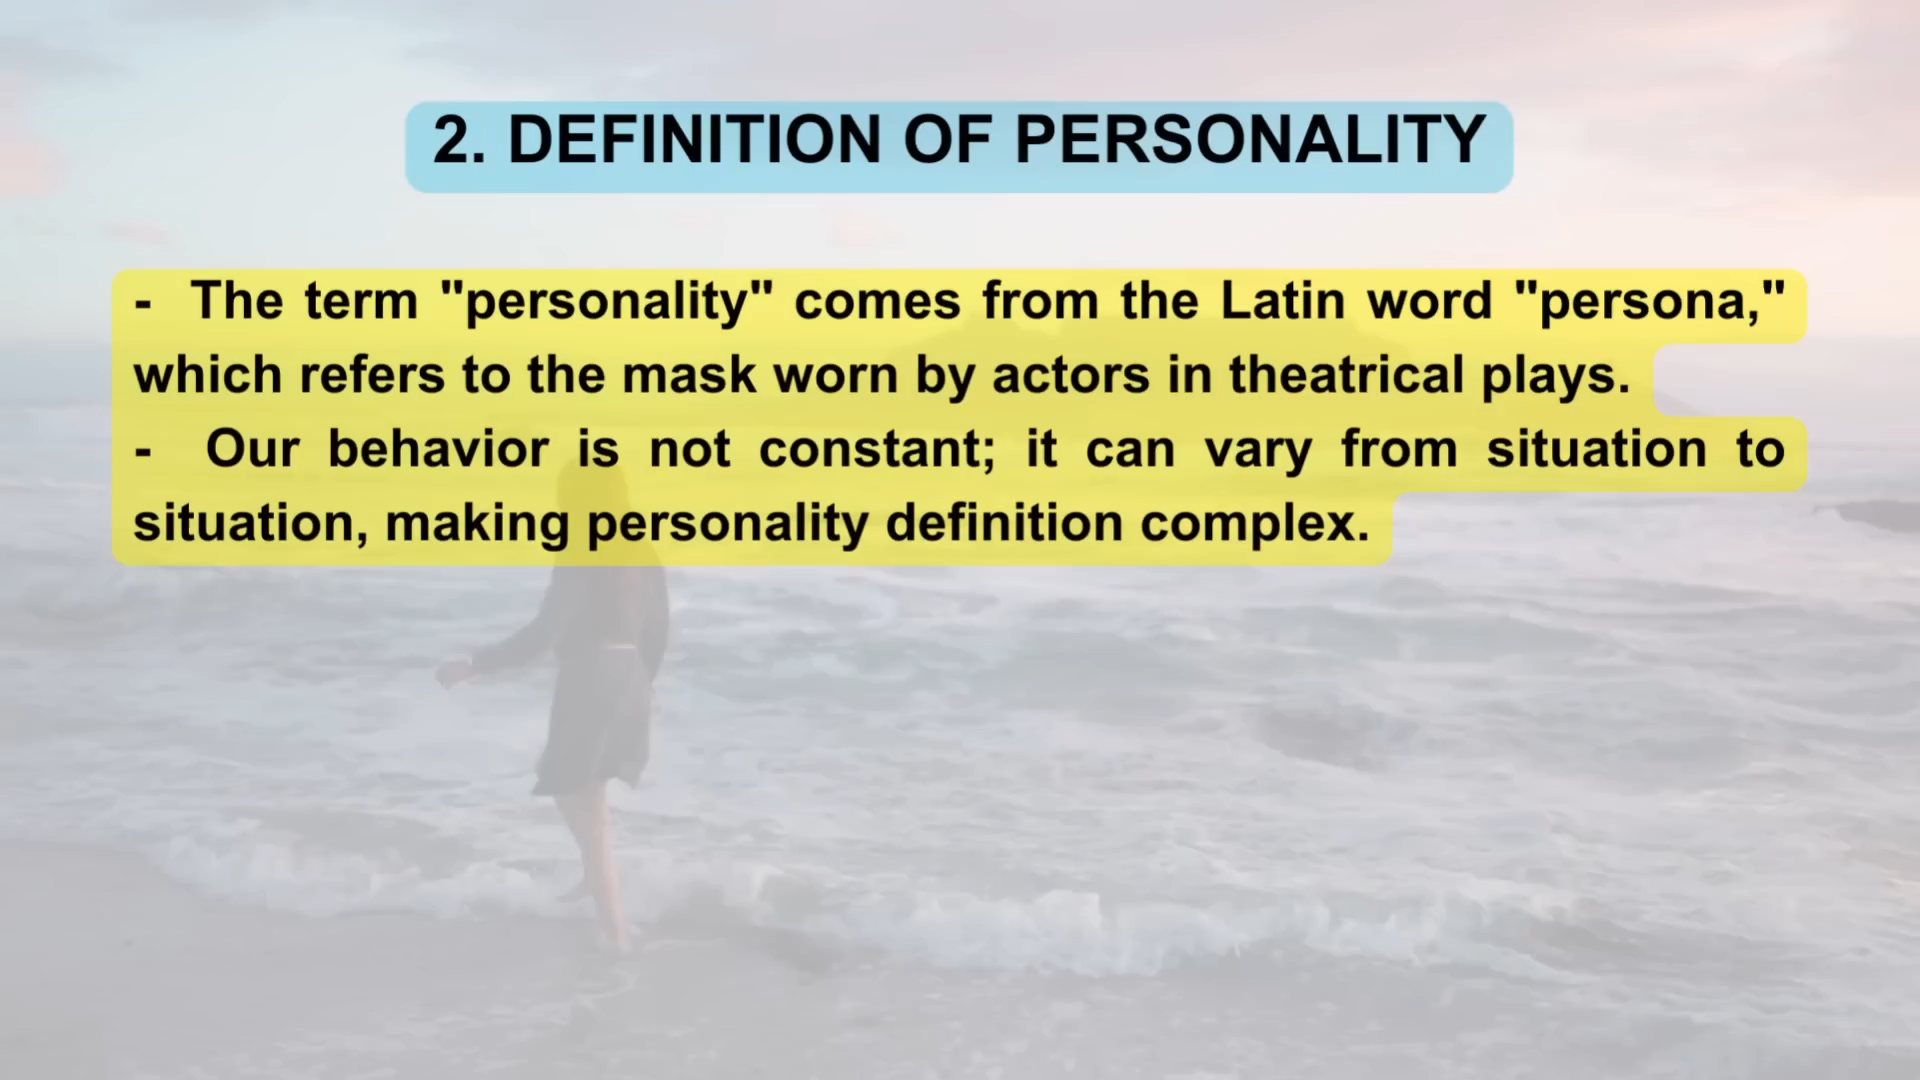 2. DEFINITION OF PERSONALITY
- The term "personality" comes from the Latin word "persona,"
which refers to the mask worn by actors in theatrical plays.
- Our behavior is not constant; it can vary from situation to
situation, making personality definition complex.